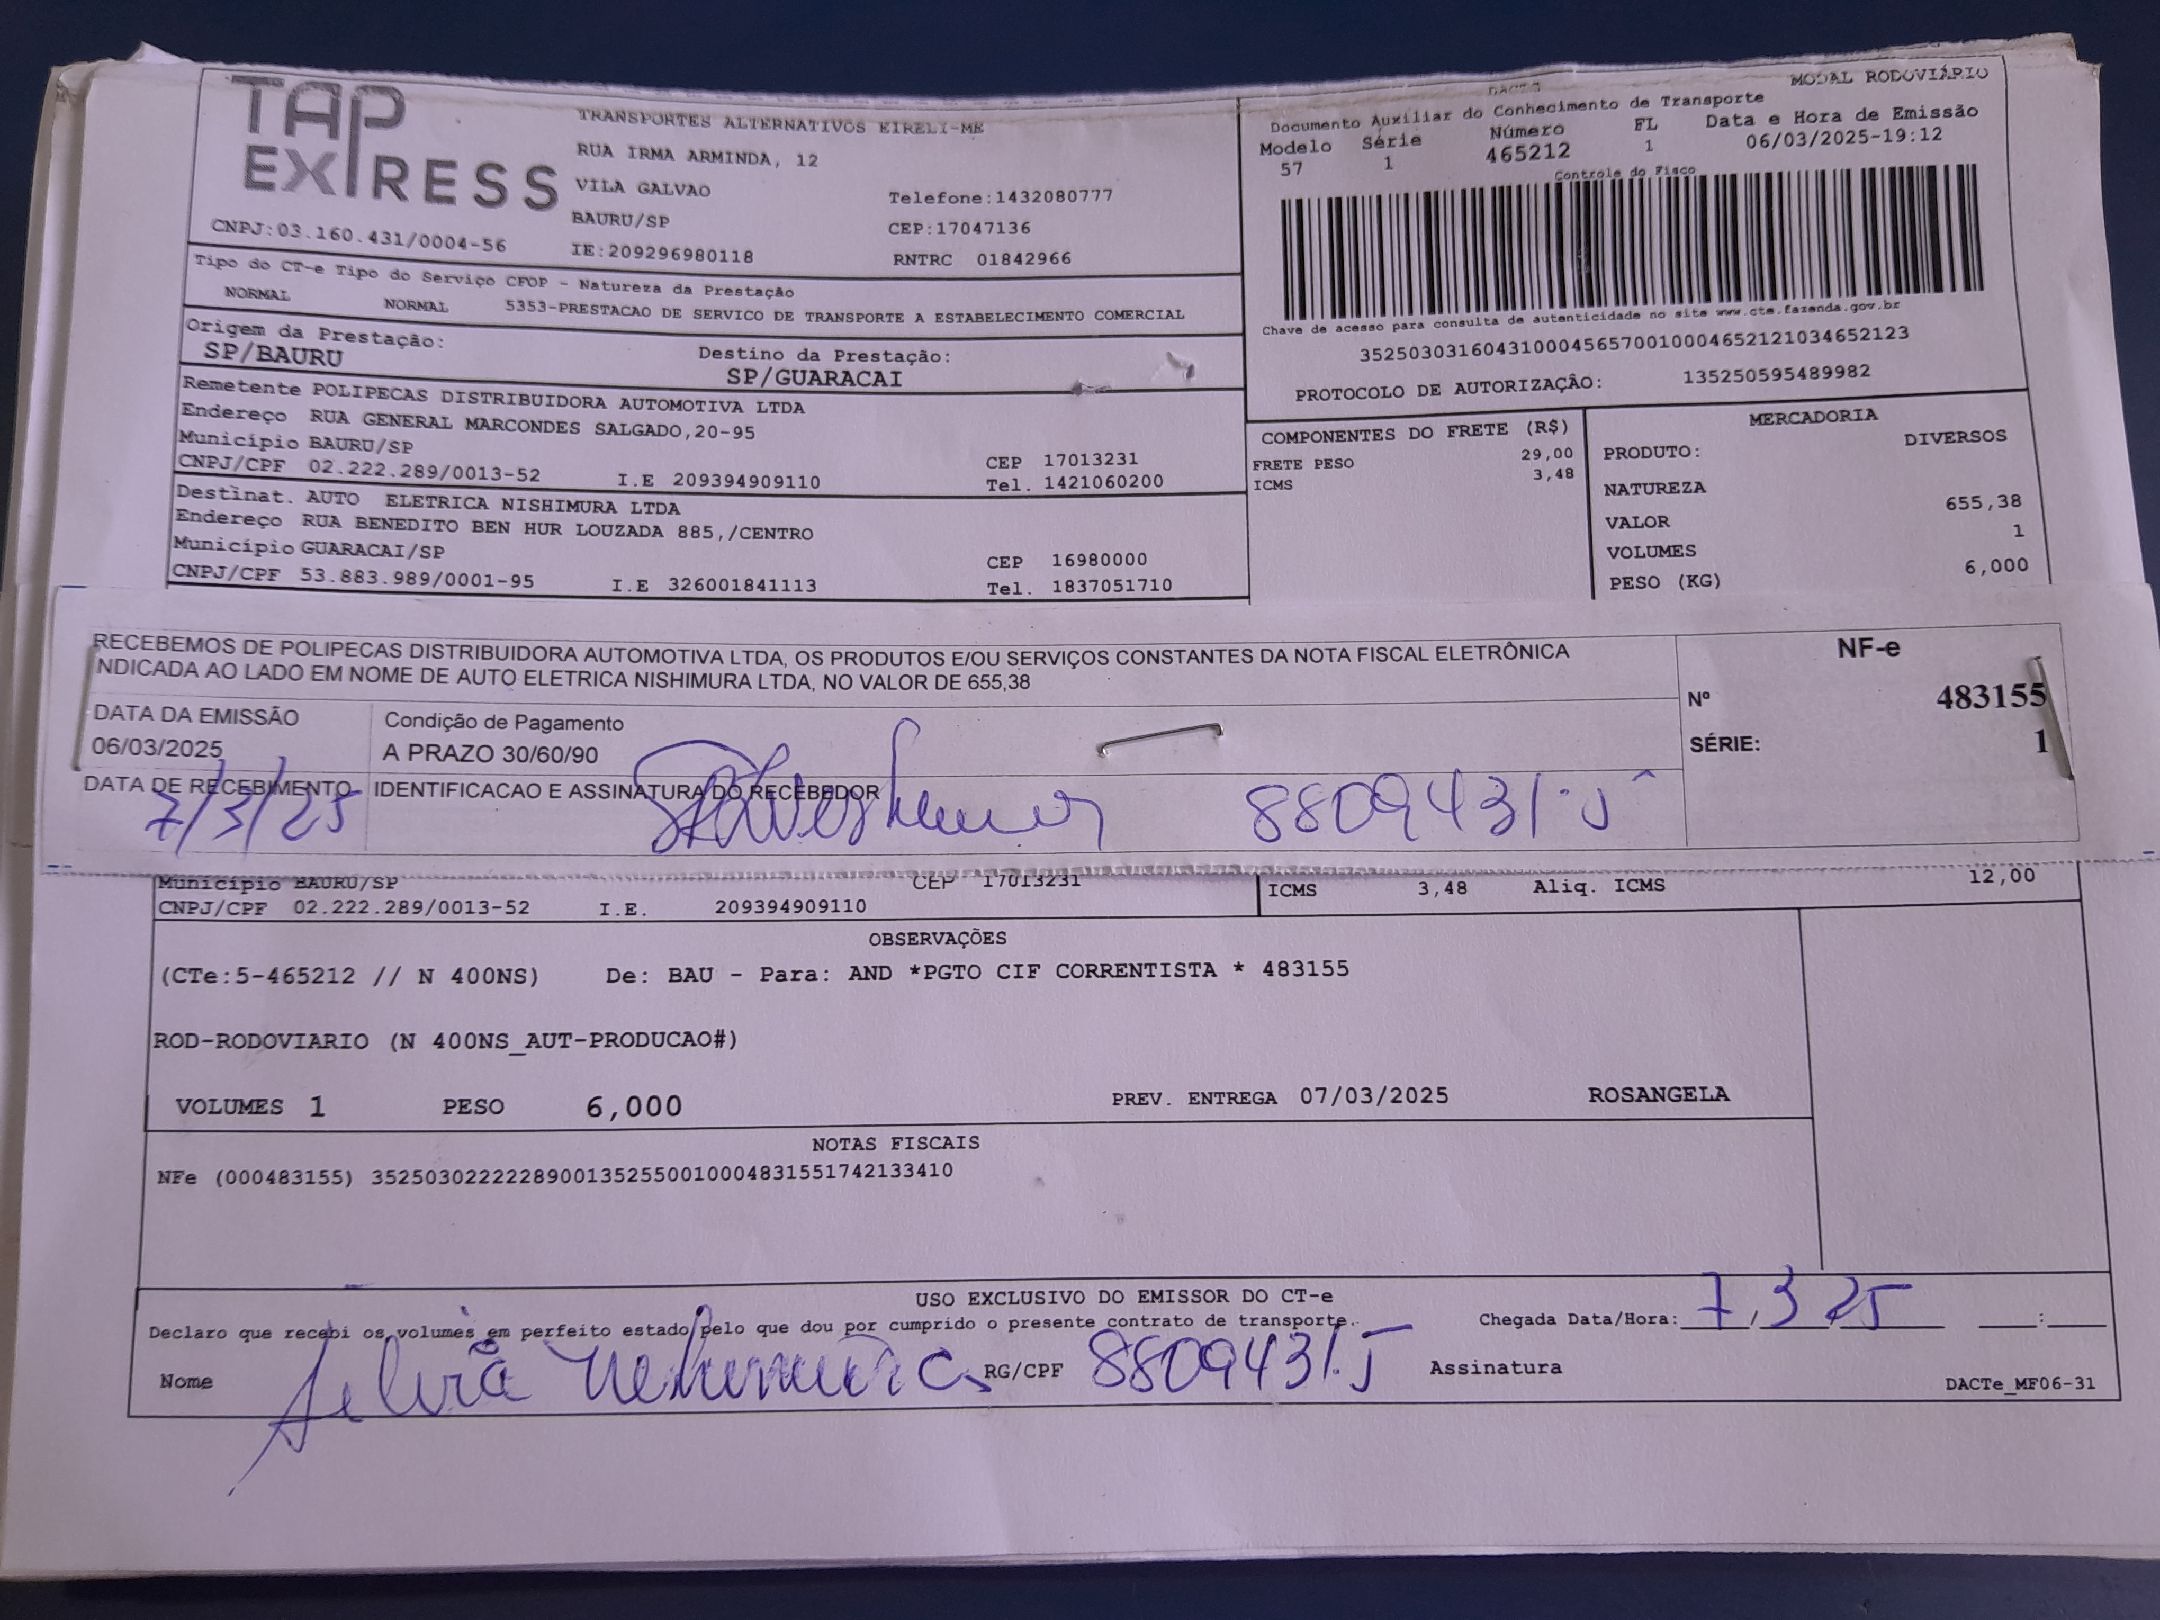 TAP
EXPRESS
CNPJ:03.160.431/0004-56
TRANSPORTES ALTERNATIVOS EIRELI-ME
RUA IRMA ARMINDA, 12
VILA GALVAO
BAURU/SP
IE:209296980118
Telefone:1432080777
CEP:17047136
RNTRC 01842966
MODAL RODOVIÁRIO
Documento Auxiliar do Conhecimento de Transporte
Modelo Série Número FL Data e Hora de Emissão
57 1 465212 1 06/03/2025-19:12
Controle do Fisco
Chave de acesso para consulta de autenticidade no site www.cte.fazenda.gov.br
35250303160431000456570010004652121034652123
PROTOCOLO DE AUTORIZAÇÃO: 135250595489982
Tipo do CT-e Tipo do Serviço CFOP - Natureza da Prestação
NORMAL NORMAL 5353-PRESTACAO DE SERVICO DE TRANSPORTE A ESTABELECIMENTO COMERCIAL
Origem da Prestação: Destino da Prestação:
SP/BAURU SP/GUARACAI
Remetente POLIPECAS DISTRIBUIDORA AUTOMOTIVA LTDA
Endereço RUA GENERAL MARCONDES SALGADO,20-95
Município BAURU/SP CEP 17013231
CNPJ/CPF 02.222.289/0013-52 I.E 209394909110 Tel. 1421060200
Destinat. AUTO ELETRICA NISHIMURA LTDA
Endereço RUA BENEDITO BEN HUR LOUZADA 885,/CENTRO
Município GUARACAI/SP CEP 16980000
CNPJ/CPF 53.883.989/0001-95 I.E 326001841113 Tel. 1837051710
COMPONENTES DO FRETE (R$)
FRETE PESO 29,00
ICMS 3,48
MERCADORIA
PRODUTO: DIVERSOS
NATUREZA
VALOR 655,38
VOLUMES 1
PESO (KG) 6,000
RECEBEMOS DE POLIPECAS DISTRIBUIDORA AUTOMOTIVA LTDA, OS PRODUTOS E/OU SERVIÇOS CONSTANTES DA NOTA FISCAL ELETRÔNICA
NDICADA AO LADO EM NOME DE AUTO ELETRICA NISHIMURA LTDA, NO VALOR DE 655,38
NF-e
Nº 483155
SÉRIE: 1
DATA DA EMISSÃO Condição de Pagamento
06/03/2025 A PRAZO 30/60/90
DATA DE RECEBIMENTO IDENTIFICACAO E ASSINATURA DO RECEBEDOR
7/3/25 8809431.J
Município BAURU/SP CEP 17013231
CNPJ/CPF 02.222.289/0013-52 I.E. 209394909110
ICMS 3,48 Aliq. ICMS 12,00
OBSERVAÇÕES
(CTe:5-465212 // N 400NS) De: BAU - Para: AND *PGTO CIF CORRENTISTA * 483155
ROD-RODOVIARIO (N 400NS_AUT-PRODUCAO#)
VOLUMES 1 PESO 6,000 PREV. ENTREGA 07/03/2025 ROSANGELA
NOTAS FISCAIS
NFe (000483155) 35250302222289001352550010004831551742133410
USO EXCLUSIVO DO EMISSOR DO CT-e
Declaro que recebi os volumes em perfeito estado pelo que dou por cumprido o presente contrato de transporte.
Chegada Data/Hora: 7/3/25 :
Nome Silvia Nishimura RG/CPF 8809431.J Assinatura
DACTe_MF06-31